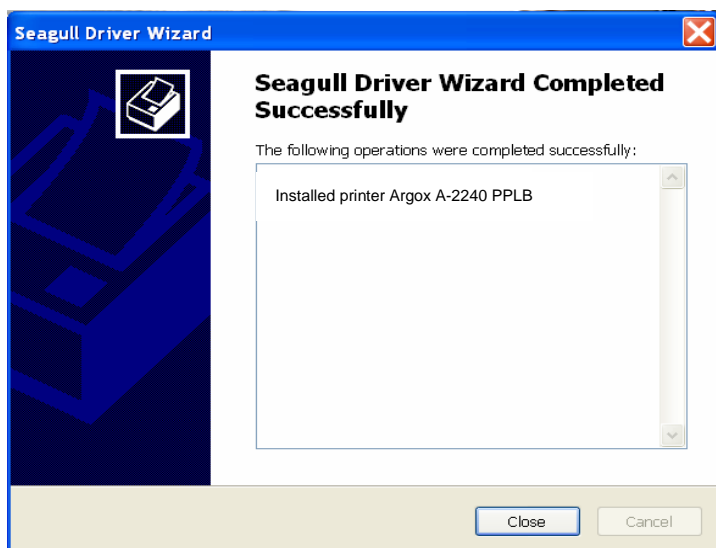 Seagull Driver Wizard
Seagull Driver Wizard Completed
Successfully
The following operations were completed successfully:
Installed printer Argox A-2240 PPLB
Close
Cancel